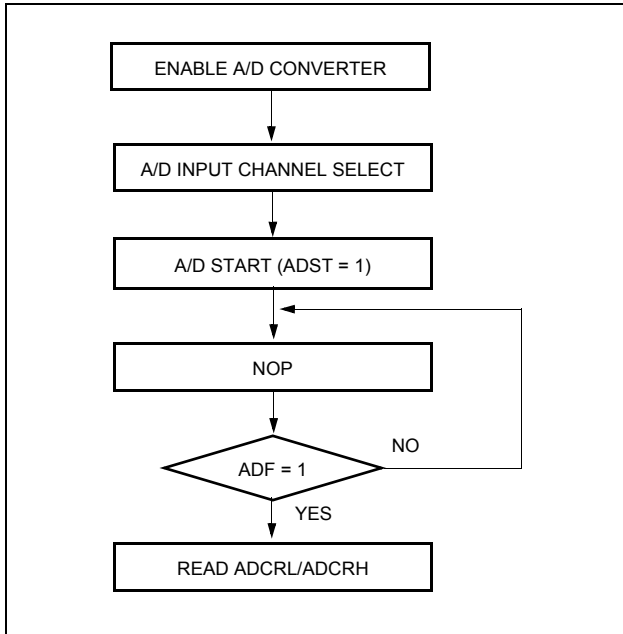 ENABLE A/D CONVERTER
A/D INPUT CHANNEL SELECT
A/D START (ADST = 1)
NOP
ADF = 1
NO
YES
READ ADCRL/ADCRH